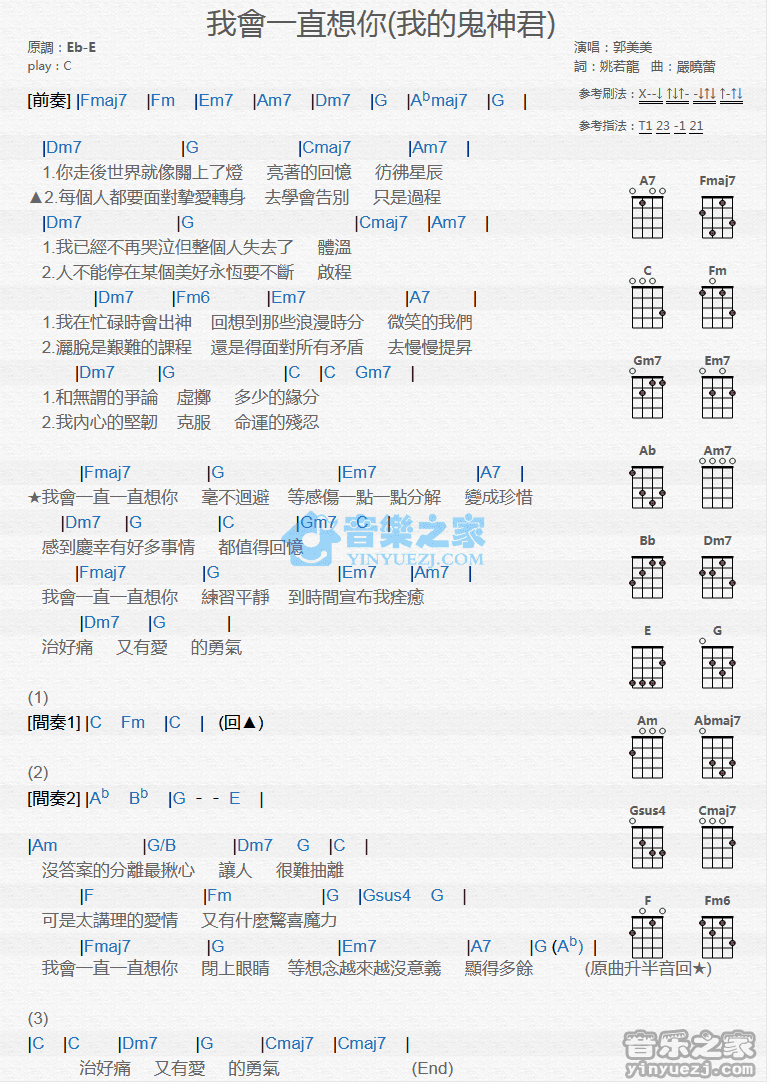 我會一直想你(我的鬼神君)
原調：Eb-E
play：C
演唱：郭美美
詞：姚若龍 曲：嚴曉蕾
參考刷法：X--↓ ↑↓↑- -↓↑↓ ↑-↑↓
參考指法：T1 23 -1 21
[前奏] |Fmaj7 |Fm |Em7 |Am7 |Dm7 |G |Abmaj7 |G |
|Dm7 |G |Cmaj7 |Am7 |
1.你走後世界就像關上了燈 亮著的回憶 彷彿星辰
▲2.每個人都要面對摯愛轉身 去學會告別 只是過程
|Dm7 |G |Cmaj7 |Am7 |
1.我已經不再哭泣但整個人失去了 體溫
2.人不能停在某個美好永恆要不斷 啟程
|Dm7 |Fm6 |Em7 |A7 |
1.我在忙碌時會出神 回想到那些浪漫時分 微笑的我們
2.灑脫是艱難的課程 還是得面對所有矛盾 去慢慢提昇
|Dm7 |G |C |C Gm7 |
1.和無謂的爭論 虛擲 多少的緣分
2.我內心的堅韌 克服 命運的殘忍
|Fmaj7 |G |Em7 |A7 |
★我會一直一直想你 毫不迴避 等感傷一點一點分解 變成珍惜
|Dm7 |G |C |Gm7 C |
感到慶幸有好多事情 都值得回憶
|Fmaj7 |G |Em7 |Am7 |
我會一直一直想你 練習平靜 到時間宣布我痊癒
|Dm7 |G |
治好痛 又有愛 的勇氣
(1)
[間奏1] |C Fm |C | (回▲)
(2)
[間奏2] |Ab Bb |G - - E |
|Am |G/B |Dm7 G |C |
沒答案的分離最揪心 讓人 很難抽離
|F |Fm |G |Gsus4 G |
可是太講理的愛情 又有什麼驚喜魔力
|Fmaj7 |G |Em7 |A7 |G (Ab) |
我會一直一直想你 閉上眼睛 等想念越來越沒意義 顯得多餘 (原曲升半音回★)
(3)
|C |C |Dm7 |G |Cmaj7 |Cmaj7 |
治好痛 又有愛 的勇氣 (End)
A7 Fmaj7
C Fm
Gm7 Em7
Ab Am7
Bb Dm7
E G
Am Abmaj7
Gsus4 Cmaj7
F Fm6
音樂之家
YINYUEZJ.COM
音乐之家
yinyuezj.com